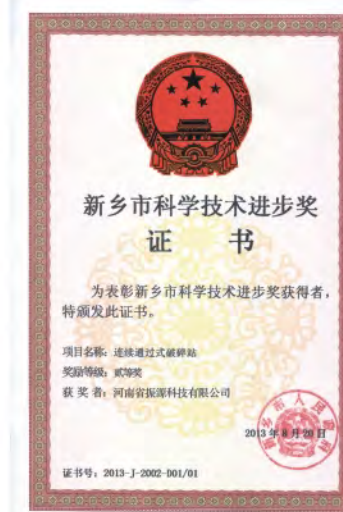 新乡市科学技术进步奖
证 书
为表彰新乡市科学技术进步奖获得者，
特颁发此证书。
项目名称：连续通过式破碎站
奖励等级：贰等奖
获 奖 者：河南省振源科技有限公司
2013年 月20日
证书号：2013-J-2002-D01/01